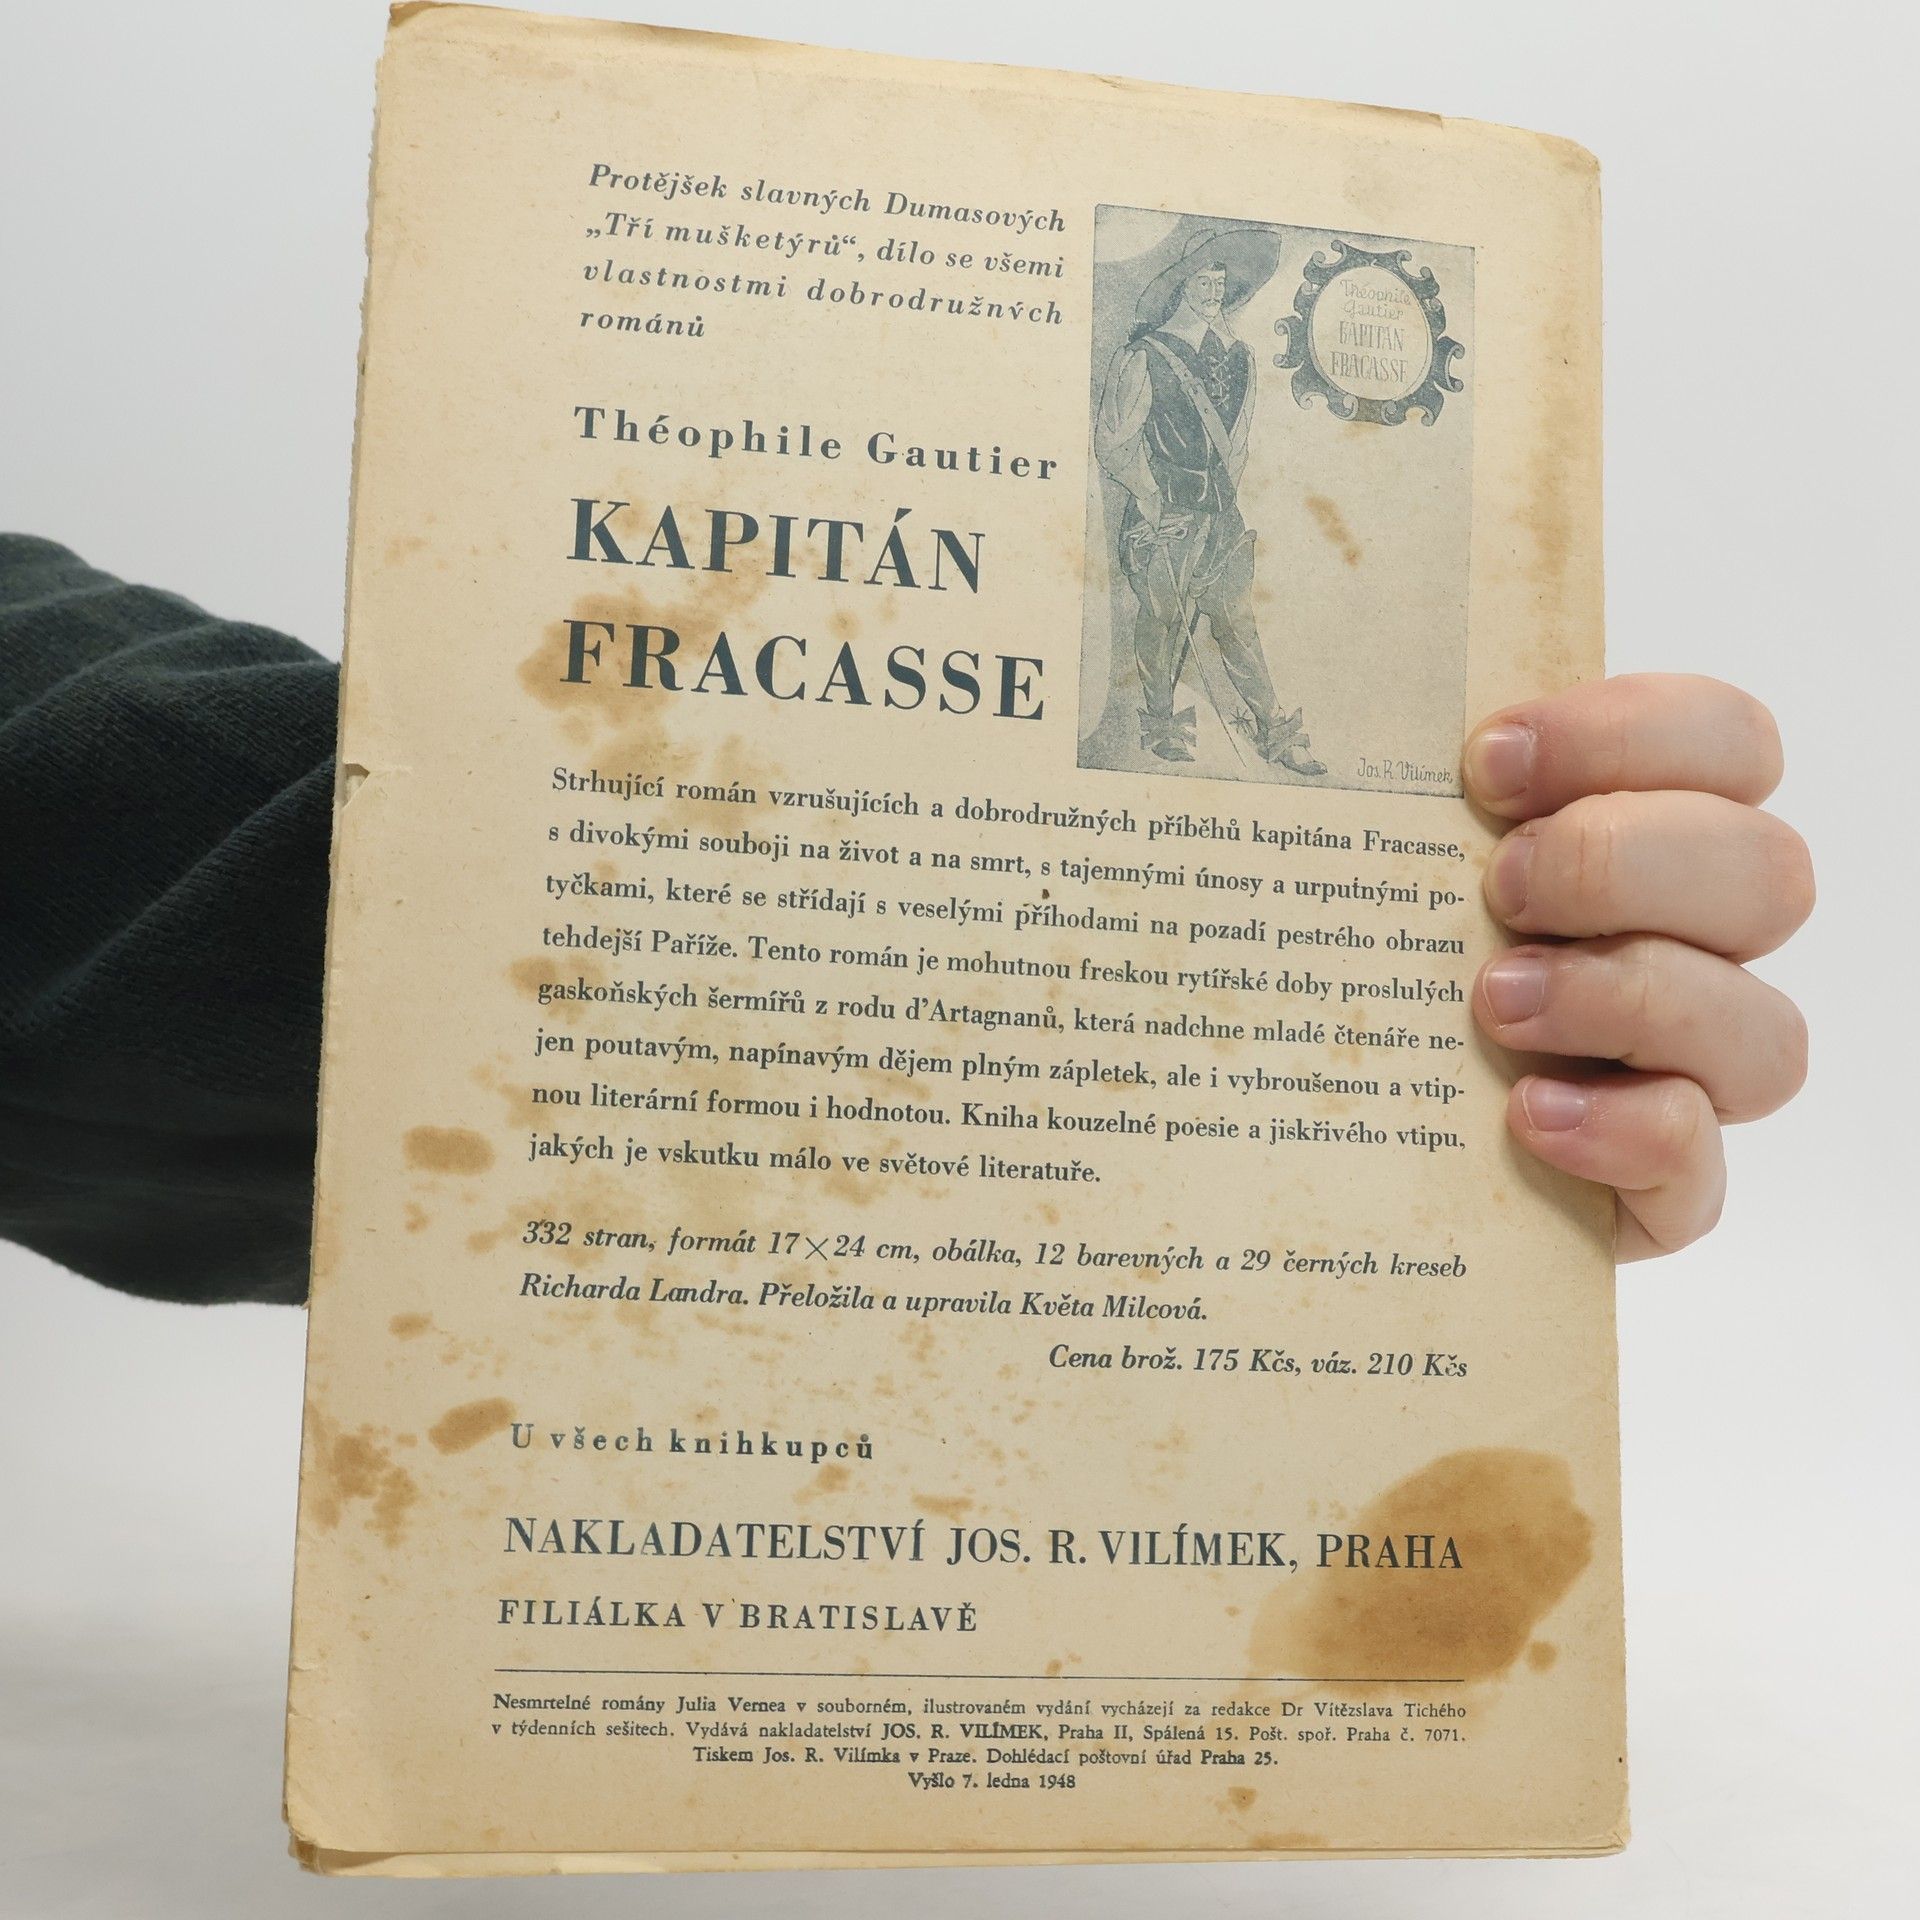 Protějšek slavných Dumasových
„Tří mušketýrů“, dílo se všemi
vlastnostmi dobrodružných
románů
Théophile
Gautier
KAPITÁN
FRACASSE
Jos. R. Vilímek
Théophile Gautier
KAPITÁN
FRACASSE
Strhující román vzrušujících a dobrodružných příběhů kapitána Fracasse,
s divokými souboji na život a na smrt, s tajemnými únosy a urputnými po-
tyčkami, které se střídají s veselými příhodami na pozadí pestrého obrazu
tehdejší Paříže. Tento román je mohutnou freskou rytířské doby proslulých
gaskoňských šermířů z rodu d'Artagnanů, která nadchne mladé čtenáře ne-
jen poutavým, napínavým dějem plným zápletek, ale i vybroušenou a vtip-
nou literární formou i hodnotou. Kniha kouzelné poesie a jiskřivého vtipu,
jakých je vskutku málo ve světové literatuře.
332 stran, formát 17×24 cm, obálka, 12 barevných a 29 černých kreseb
Richarda Landra. Přeložila a upravila Květa Milcová.
Cena brož. 175 Kčs, váz. 210 Kčs
U všech knihkupců
NAKLADATELSTVÍ JOS. R. VILÍMEK, PRAHA
FILIÁLKA V BRATISLAVĚ
Nesmrtelné romány Julia Vernea v souborném, ilustrovaném vydání vycházejí za redakce Dr Vítězslava Tichého
v týdenních sešitech. Vydává nakladatelství JOS. R. VILÍMEK, Praha II, Spálená 15. Pošt. spoř. Praha č. 7071.
Tiskem Jos. R. Vilímka v Praze. Dohlédací poštovní úřad Praha 25.
Vyšlo 7. ledna 1948